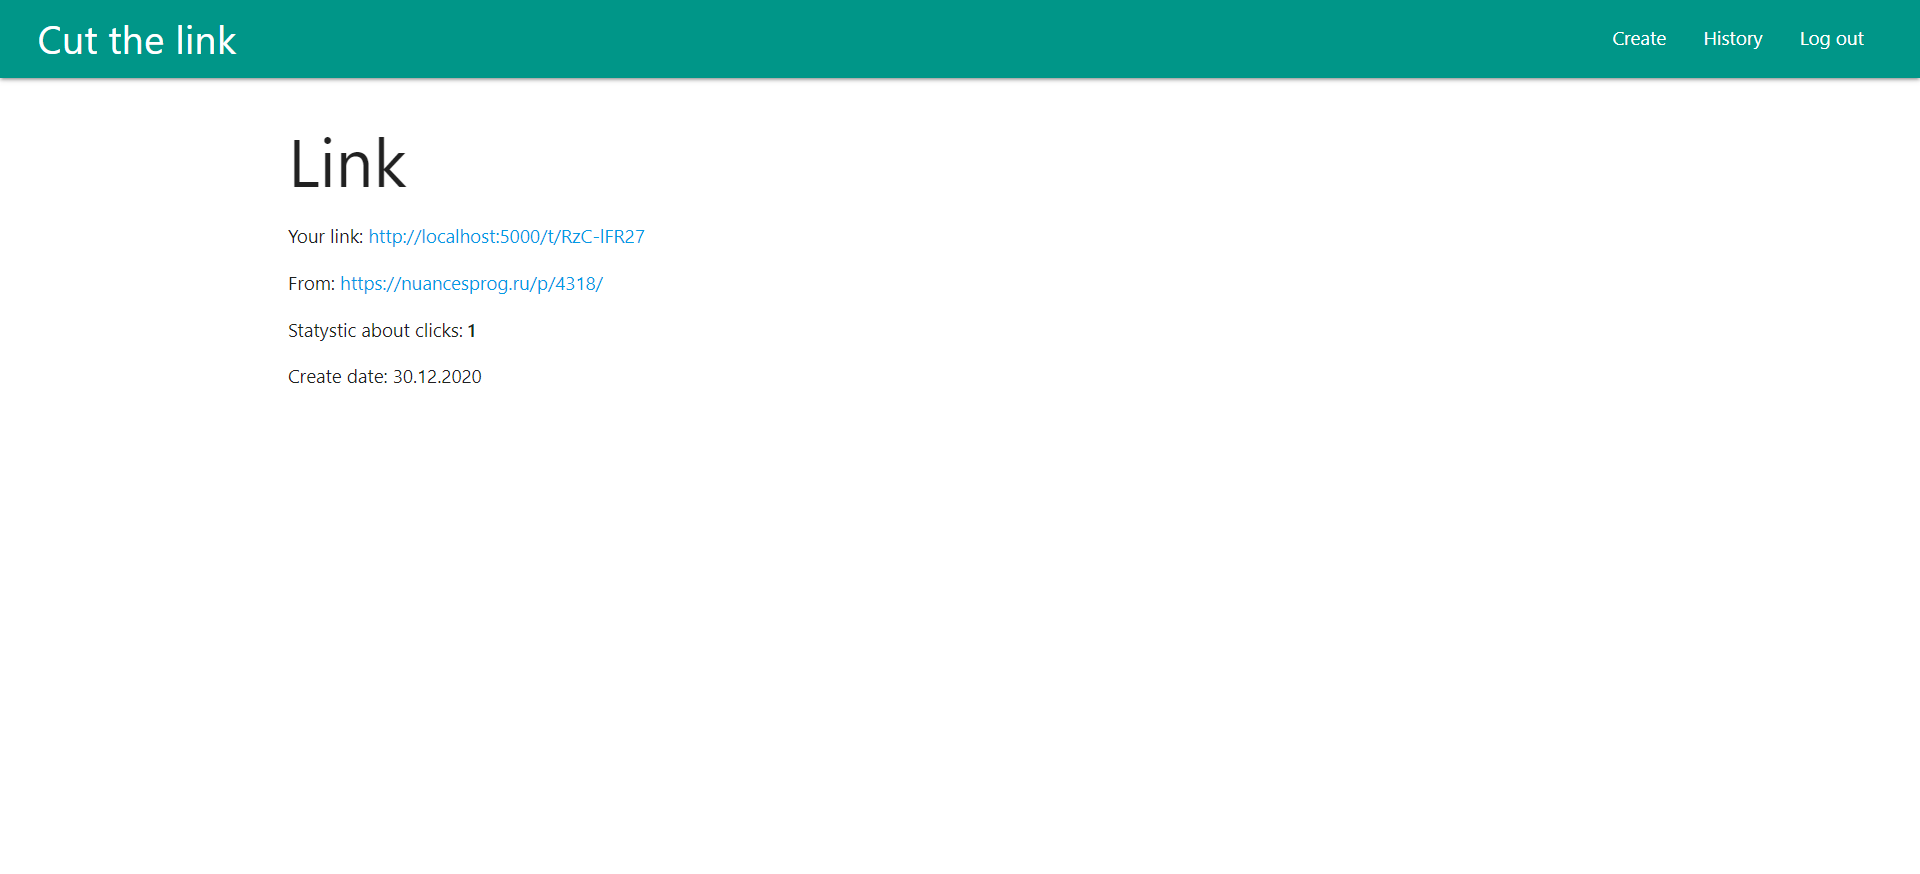 Cut the link
Create
History
Log out
Link
Your link: http://localhost:5000/t/RzC-lFR27
From: https://nuancesprog.ru/p/4318/
Statystic about clicks: 1
Create date: 30.12.2020